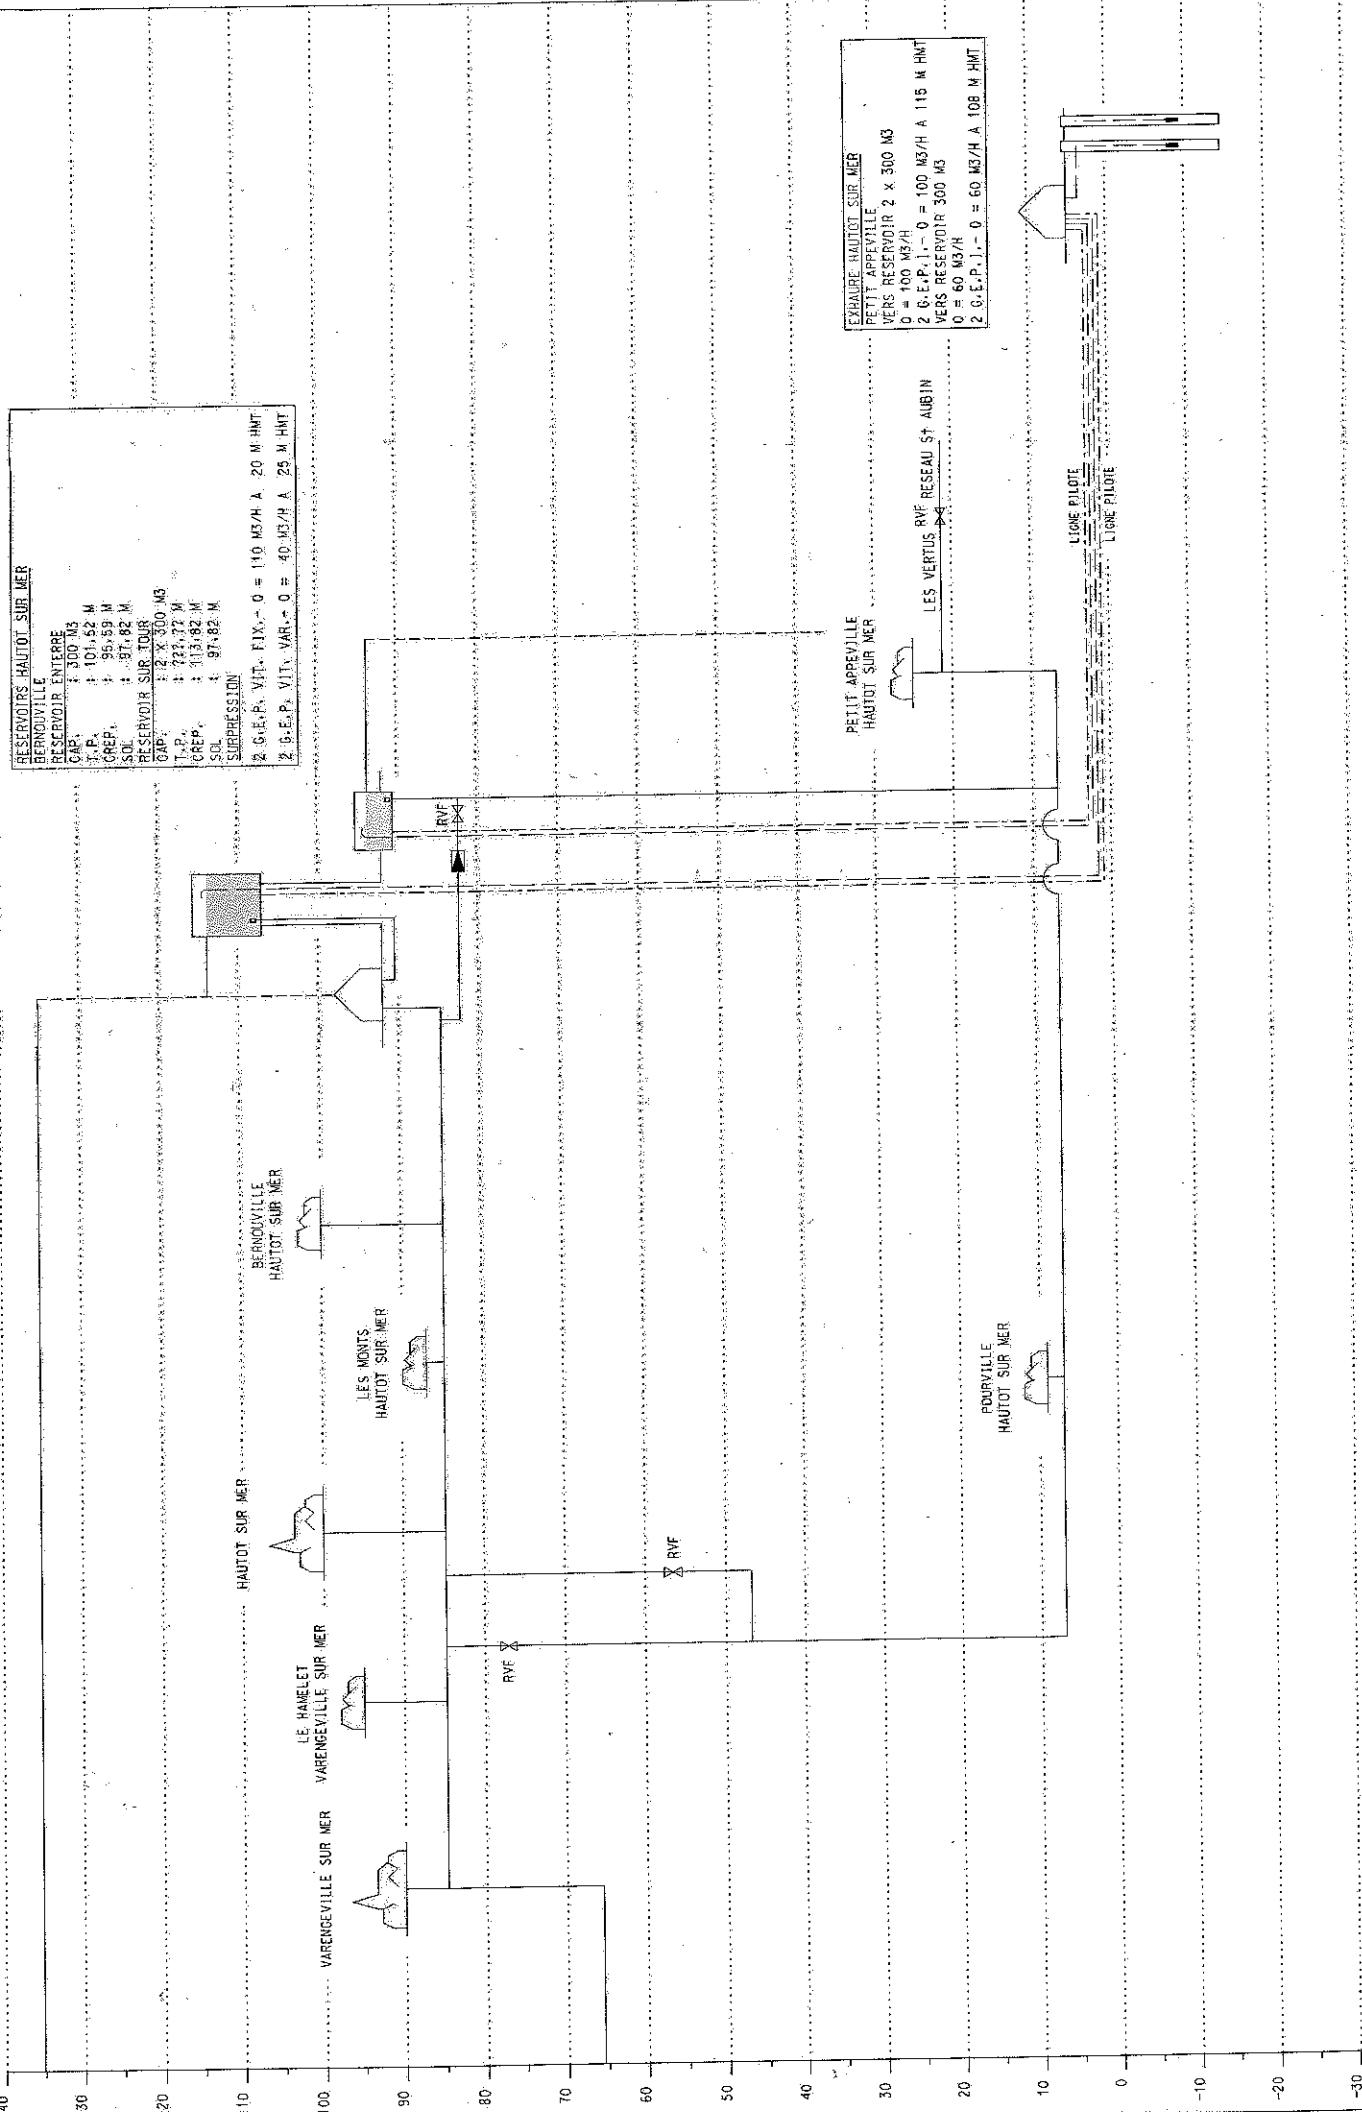 RESERVOIRS HAUTOT SUR MER
BERNOUVILLE
RESERVOIR ENTERRE
CAP. : 300 M3
T.P. : 101,52 M
CREP. : 95,59 M
SOL : 97,82 M
RESERVOIR SUR TOUR
CAP. : 2 X 300 M3
T.P. : ???,?? M
CREP. : 113,82 M
SOL : 97,82 M
SURPRESSION
2 G.E.P. VIT. FIX.- Q = 110 M3/H A 20 M HMT
2 G.E.P. VIT. VAR.- Q = 40 M3/H A 25 M HMT
EXHAURE HAUTOT SUR MER
PETIT APPEVILLE
VERS RESERVOIR 2 x 300 M3
Q = 100 M3/H
2 G.E.P.I.- Q = 100 M3/H A 115 M HMT
VERS RESERVOIR 300 M3
Q = 60 M3/H
2 G.E.P.I.- Q = 60 M3/H A 108 M HMT
VARENGEVILLE SUR MER
LE HAMELET
VARENGEVILLE SUR MER
HAUTOT SUR MER
LES MONTS
HAUTOT SUR MER
BERNOUVILLE
HAUTOT SUR MER
RVF
RVF
RVF
POURVILLE
HAUTOT SUR MER
PETIT APPEVILLE
HAUTOT SUR MER
LES VERTUS RVF RESEAU St AUBIN
LIGNE PILOTE
LIGNE PILOTE
40
30
20
10
100
90
80
70
60
50
40
30
20
10
0
-10
-20
-30